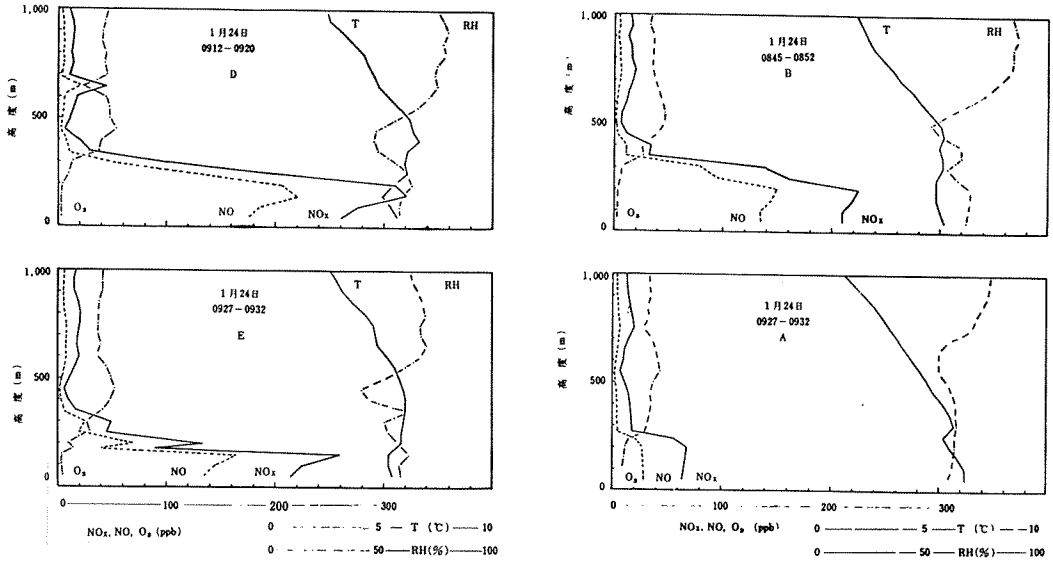 1,000
500
0
高度 (m)
1月24日
0912-0920
D
T
RH
O₃
NO
NOx
1,000
500
0
高度 (m)
1月24日
0845-0852
B
T
RH
O₃
NO
NOx
1,000
500
0
高度 (m)
1月24日
0927-0932
E
T
RH
O₃
NO
NOx
0 100 200 300
NOx, NO, O₃ (ppb)
0 5 T (℃) 10
0 50 RH(%) 100
1,000
500
0
高度 (m)
1月24日
0927-0932
A
T
RH
O₃
NO
NOx
0 100 200 300
NOx, NO, O₃ (ppb)
0 5 T (℃) 10
0 50 RH(%) 100